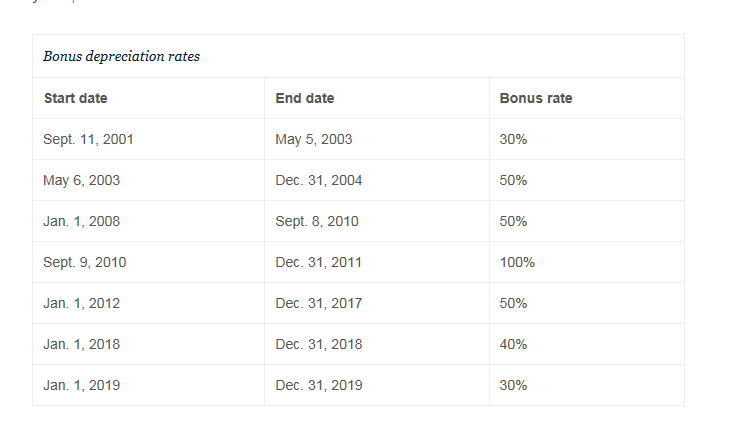 Bonus depreciation rates
Start date End date Bonus rate
Sept. 11, 2001 May 5, 2003 30%
May 6, 2003 Dec. 31, 2004 50%
Jan. 1, 2008 Sept. 8, 2010 50%
Sept. 9, 2010 Dec. 31, 2011 100%
Jan. 1, 2012 Dec. 31, 2017 50%
Jan. 1, 2018 Dec. 31, 2018 40%
Jan. 1, 2019 Dec. 31, 2019 30%